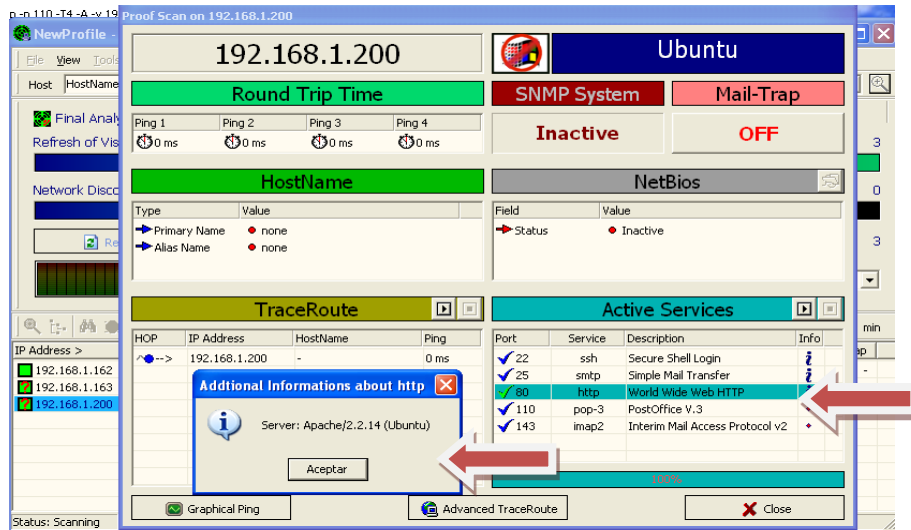 p -p 110 -T4 -A -v 19
Proof Scan on 192.168.1.200
NewProfile -
File View Tools
Host HostName
192.168.1.200
Ubuntu
Round Trip Time
SNMP System
Mail-Trap
Final Analy
Ping 1 Ping 2 Ping 3 Ping 4
0 ms 0 ms 0 ms 0 ms
Inactive
OFF
Refresh of Vis
3
HostName
NetBios
Network Disco
0
Type Value
Field Value
Primary Name none
Status Inactive
Alias Name none
Re
3
TraceRoute
Active Services
min
HOP IP Address HostName Ping
Port Service Description Info
IP Address >
ap
192.168.1.200 - 0 ms
22 ssh Secure Shell Login
192.168.1.162
-
25 smtp Simple Mail Transfer
192.168.1.163
80 http World Wide Web HTTP
192.168.1.200
110 pop-3 PostOffice V.3
143 imap2 Interim Mail Access Protocol v2
Addtional Informations about http
Server: Apache/2.2.14 (Ubuntu)
Aceptar
100%
Graphical Ping
Advanced TraceRoute
Close
Status: Scanning